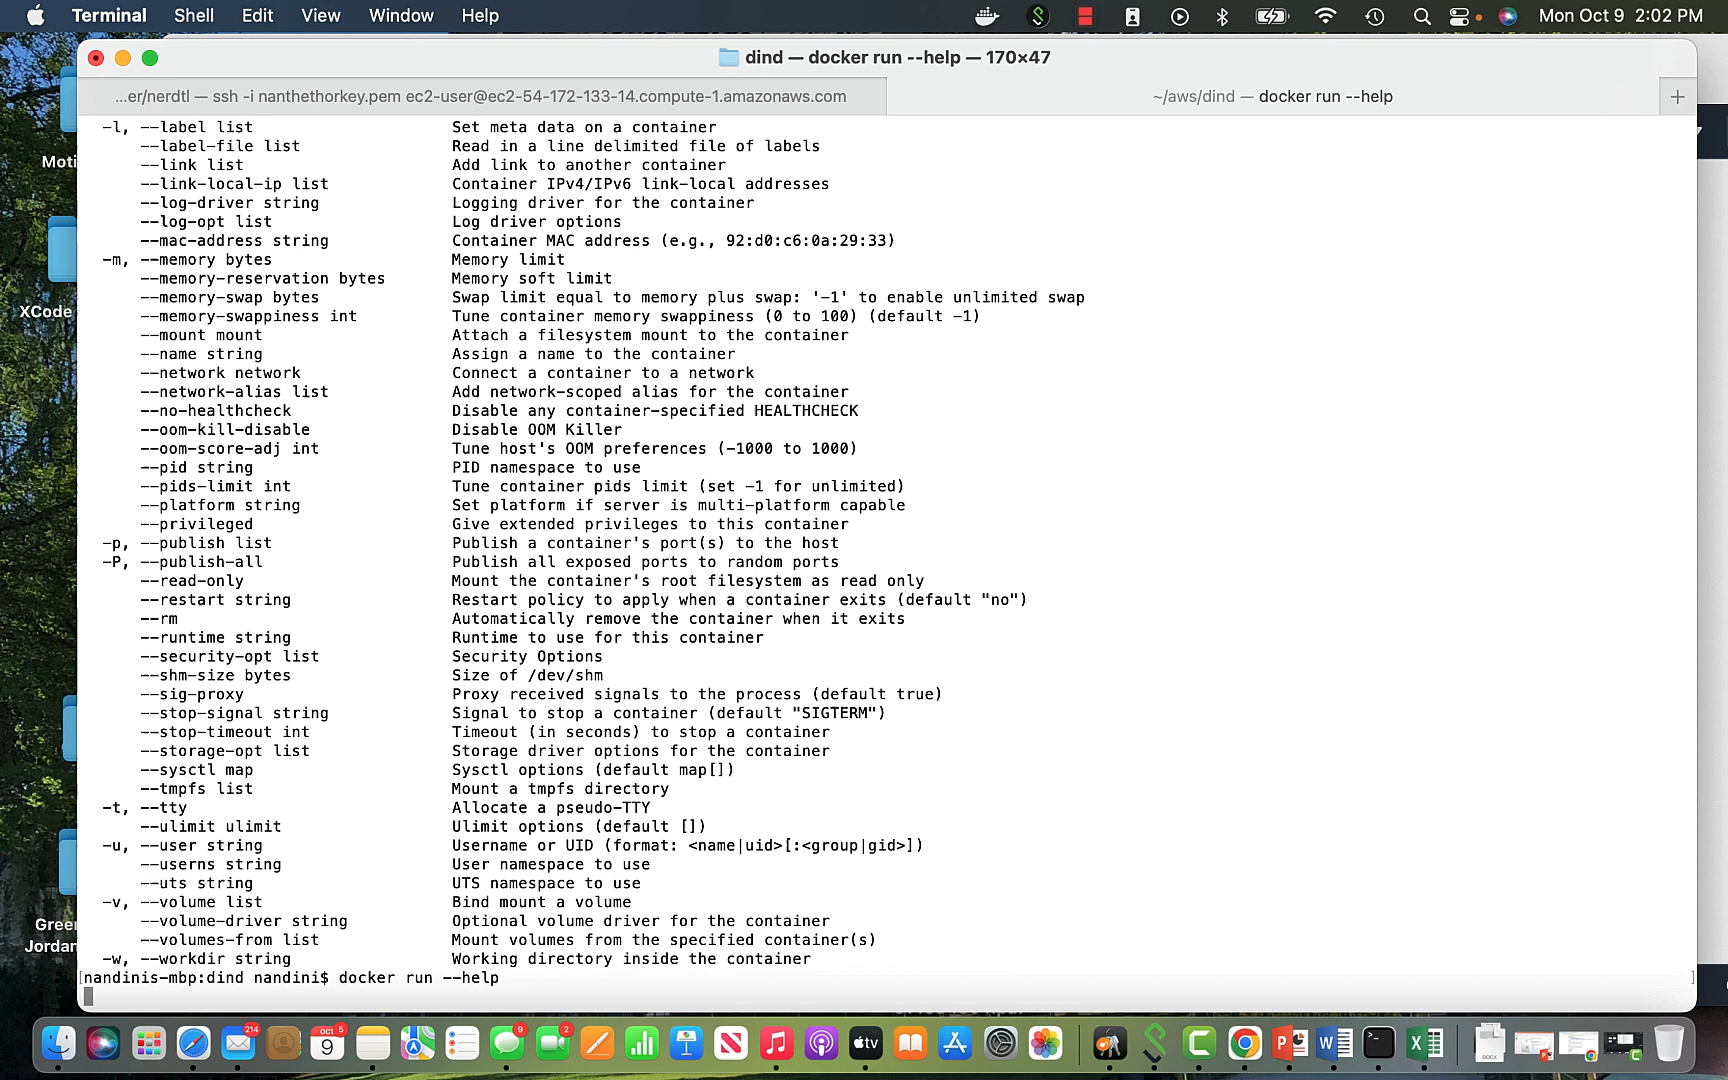 Terminal Shell Edit View Window Help Mon Oct 9 2:02 PM
dind — docker run --help — 170×47
...er/nerdtl — ssh -i nanthethorkey.pem ec2-user@ec2-54-172-133-14.compute-1.amazonaws.com ~/aws/dind — docker run --help
-l, --label list Set meta data on a container
--label-file list Read in a line delimited file of labels
--link list Add link to another container
--link-local-ip list Container IPv4/IPv6 link-local addresses
--log-driver string Logging driver for the container
--log-opt list Log driver options
--mac-address string Container MAC address (e.g., 92:d0:c6:0a:29:33)
-m, --memory bytes Memory limit
--memory-reservation bytes Memory soft limit
--memory-swap bytes Swap limit equal to memory plus swap: '-1' to enable unlimited swap
--memory-swappiness int Tune container memory swappiness (0 to 100) (default -1)
--mount mount Attach a filesystem mount to the container
--name string Assign a name to the container
--network network Connect a container to a network
--network-alias list Add network-scoped alias for the container
--no-healthcheck Disable any container-specified HEALTHCHECK
--oom-kill-disable Disable OOM Killer
--oom-score-adj int Tune host's OOM preferences (-1000 to 1000)
--pid string PID namespace to use
--pids-limit int Tune container pids limit (set -1 for unlimited)
--platform string Set platform if server is multi-platform capable
--privileged Give extended privileges to this container
-p, --publish list Publish a container's port(s) to the host
-P, --publish-all Publish all exposed ports to random ports
--read-only Mount the container's root filesystem as read only
--restart string Restart policy to apply when a container exits (default "no")
--rm Automatically remove the container when it exits
--runtime string Runtime to use for this container
--security-opt list Security Options
--shm-size bytes Size of /dev/shm
--sig-proxy Proxy received signals to the process (default true)
--stop-signal string Signal to stop a container (default "SIGTERM")
--stop-timeout int Timeout (in seconds) to stop a container
--storage-opt list Storage driver options for the container
--sysctl map Sysctl options (default map[])
--tmpfs list Mount a tmpfs directory
-t, --tty Allocate a pseudo-TTY
--ulimit ulimit Ulimit options (default [])
-u, --user string Username or UID (format: <name|uid>[:<group|gid>])
--userns string User namespace to use
--uts string UTS namespace to use
-v, --volume list Bind mount a volume
--volume-driver string Optional volume driver for the container
--volumes-from list Mount volumes from the specified container(s)
-w, --workdir string Working directory inside the container
[nandinis-mbp:dind nandini$ docker run --help ]
Moti
XCode
Green
Jordan
214
OCT 5
9
9
2
tv
DOCX